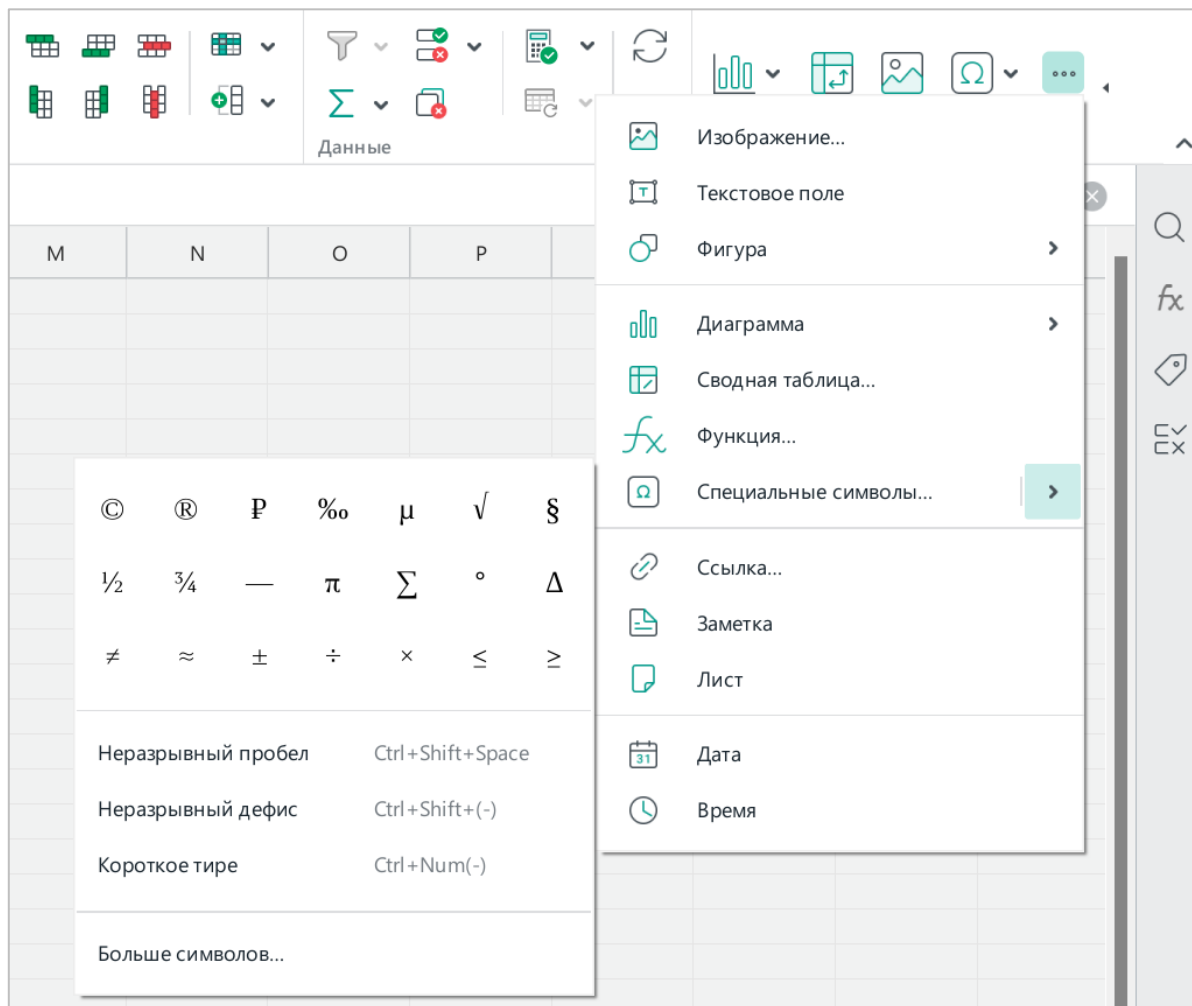 Данные
M N O P
Изображение...
Текстовое поле
Фигура
Диаграмма
Сводная таблица...
Функция...
Специальные символы...
Ссылка...
Заметка
Лист
31 Дата
Время
© ® ₽ ‰ µ √ §
½ ¾ — π ∑ ° Δ
≠ ≈ ± ÷ × ≤ ≥
Неразрывный пробел Ctrl+Shift+Space
Неразрывный дефис Ctrl+Shift+(-)
Короткое тире Ctrl+Num(-)
Больше символов...